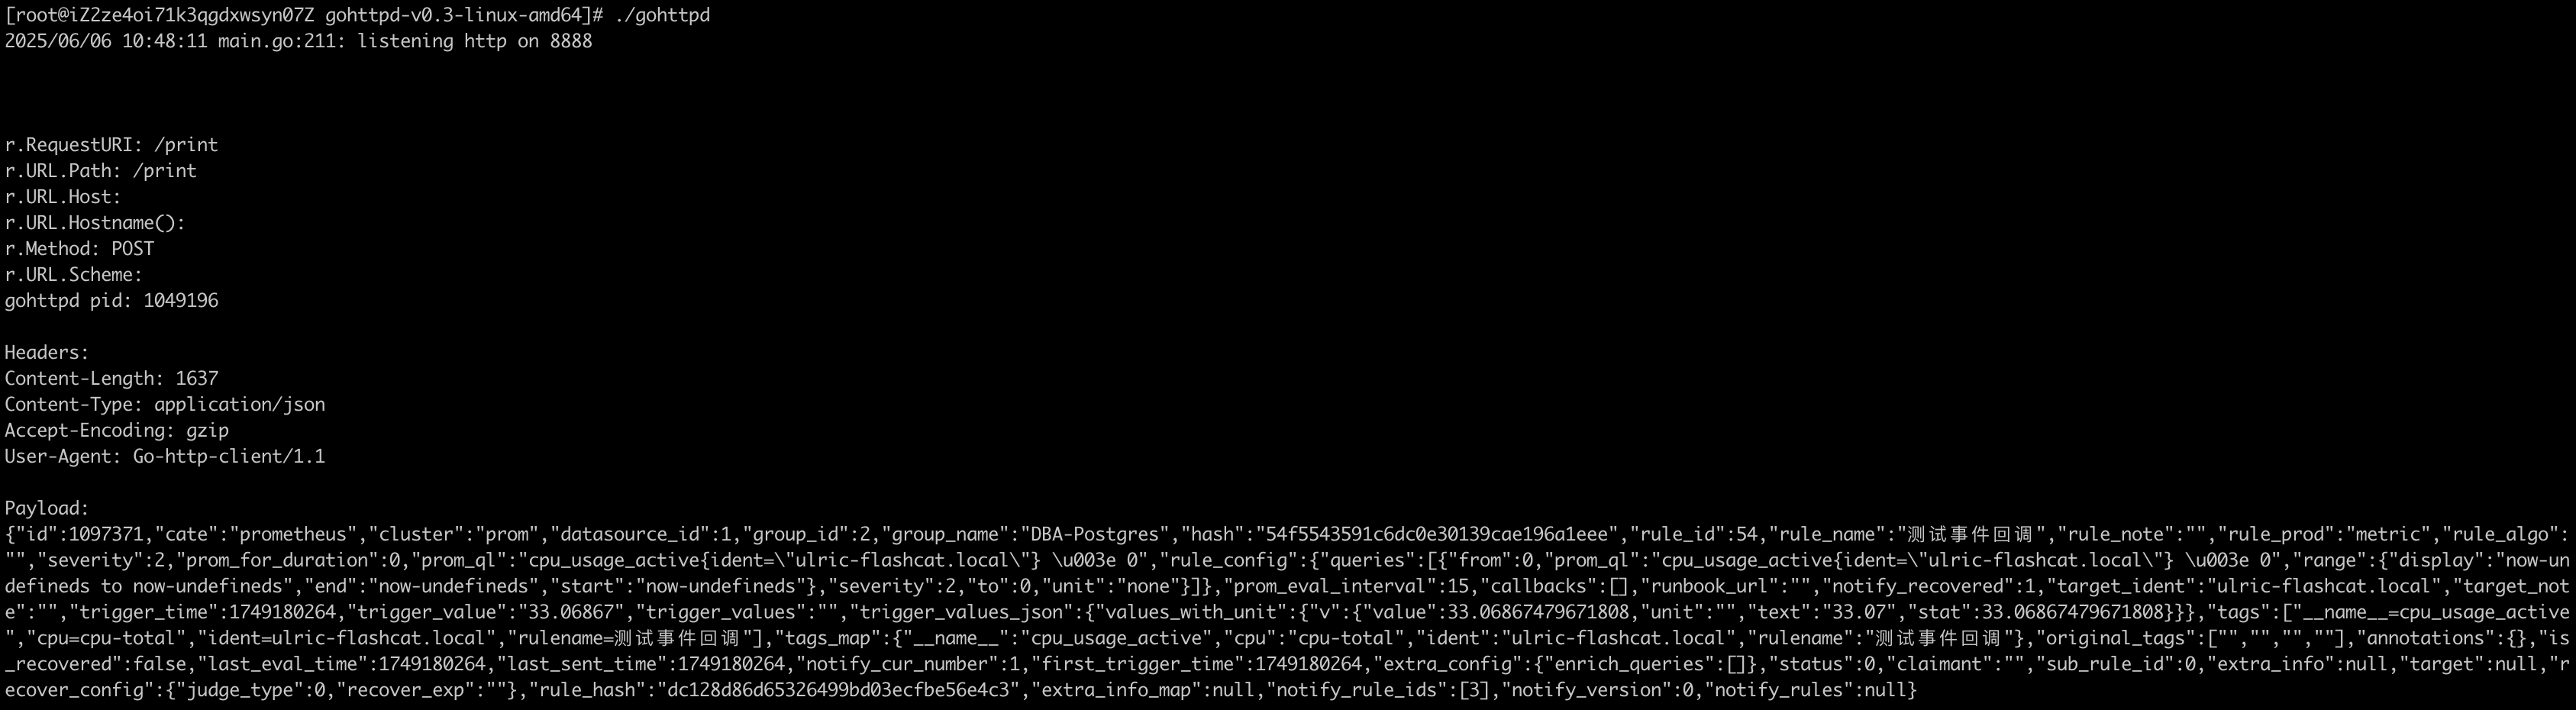 [root@iZ2ze4oi71k3qgdxwsyn07Z gohttpd-v0.3-linux-amd64]# ./gohttpd
2025/06/06 10:48:11 main.go:211: listening http on 8888
r.RequestURI: /print
r.URL.Path: /print
r.URL.Host:
r.URL.Hostname():
r.Method: POST
r.URL.Scheme:
gohttpd pid: 1049196
Headers:
Content-Length: 1637
Content-Type: application/json
Accept-Encoding: gzip
User-Agent: Go-http-client/1.1
Payload:
{"id":1097371,"cate":"prometheus","cluster":"prom","datasource_id":1,"group_id":2,"group_name":"DBA-Postgres","hash":"54f5543591c6dc0e30139cae196a1eee","rule_id":54,"rule_name":"测试事件回调","rule_note":"","rule_prod":"metric","rule_algo":
"","severity":2,"prom_for_duration":0,"prom_ql":"cpu_usage_active{ident=\"ulric-flashcat.local\"} \u003e 0","rule_config":{"queries":[{"from":0,"prom_ql":"cpu_usage_active{ident=\"ulric-flashcat.local\"} \u003e 0","range":{"display":"now-un
defineds to now-undefineds","end":"now-undefineds","start":"now-undefineds"},"severity":2,"to":0,"unit":"none"}]},"prom_eval_interval":15,"callbacks":[],"runbook_url":"","notify_recovered":1,"target_ident":"ulric-flashcat.local","target_not
e":"","trigger_time":1749180264,"trigger_value":"33.06867","trigger_values":"","trigger_values_json":{"values_with_unit":{"v":{"value":33.06867479671808,"unit":"","text":"33.07","stat":33.06867479671808}}},"tags":["__name__=cpu_usage_active
","cpu=cpu-total","ident=ulric-flashcat.local","rulename=测试事件回调"],"tags_map":{"__name__":"cpu_usage_active","cpu":"cpu-total","ident":"ulric-flashcat.local","rulename":"测试事件回调"},"original_tags":["","","",""],"annotations":{},"is
_recovered":false,"last_eval_time":1749180264,"last_sent_time":1749180264,"notify_cur_number":1,"first_trigger_time":1749180264,"extra_config":{"enrich_queries":[]},"status":0,"claimant":"","sub_rule_id":0,"extra_info":null,"target":null,"r
ecover_config":{"judge_type":0,"recover_exp":""},"rule_hash":"dc128d86d65326499bd03ecfbe56e4c3","extra_info_map":null,"notify_rule_ids":[3],"notify_version":0,"notify_rules":null}